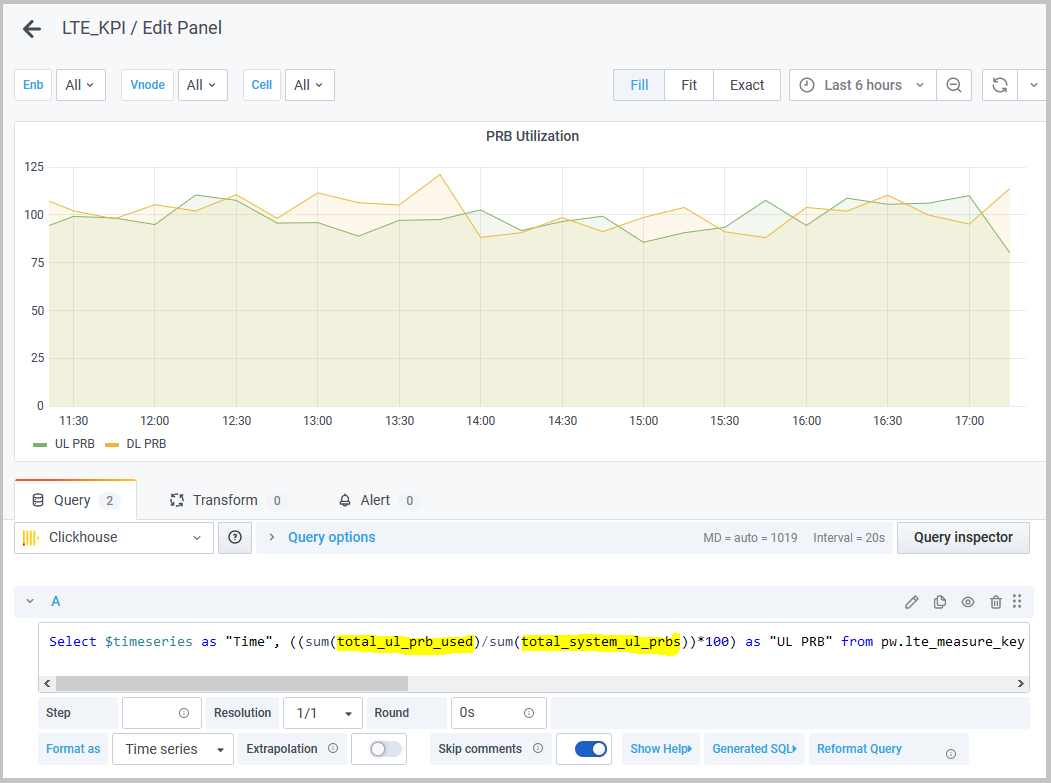 LTE_KPI / Edit Panel
Enb All Vnode All Cell All Fill Fit Exact Last 6 hours
PRB Utilization
125
100
75
50
25
0
11:30 12:00 12:30 13:00 13:30 14:00 14:30 15:00 15:30 16:00 16:30 17:00
UL PRB DL PRB
Query 2 Transform 0 Alert 0
Clickhouse Query options MD = auto = 1019 Interval = 20s Query inspector
A
Select $timeseries as "Time", ((sum(total_ul_prb_used)/sum(total_system_ul_prbs))*100) as "UL PRB" from pw.lte_measure_key
Step Resolution 1/1 Round 0s
Format as Time series Extrapolation Skip comments Show Help Generated SQL Reformat Query